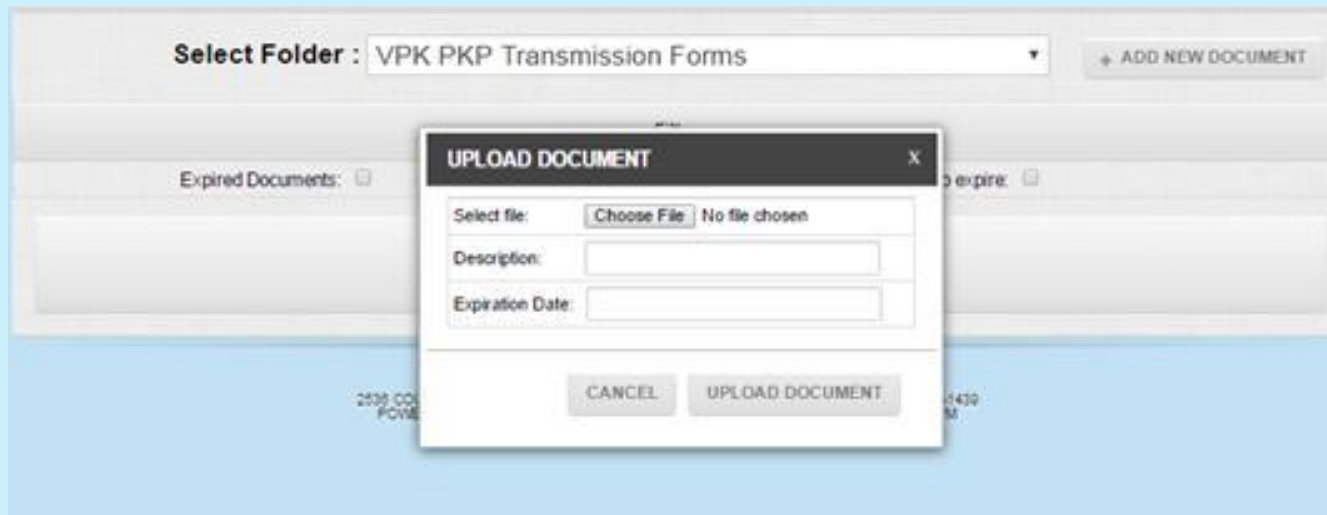 Select Folder : VPK PKP Transmission Forms + ADD NEW DOCUMENT
UPLOAD DOCUMENT X
Expired Documents: o expire:
Select file: Choose File No file chosen
Description:
Expiration Date:
CANCEL UPLOAD DOCUMENT